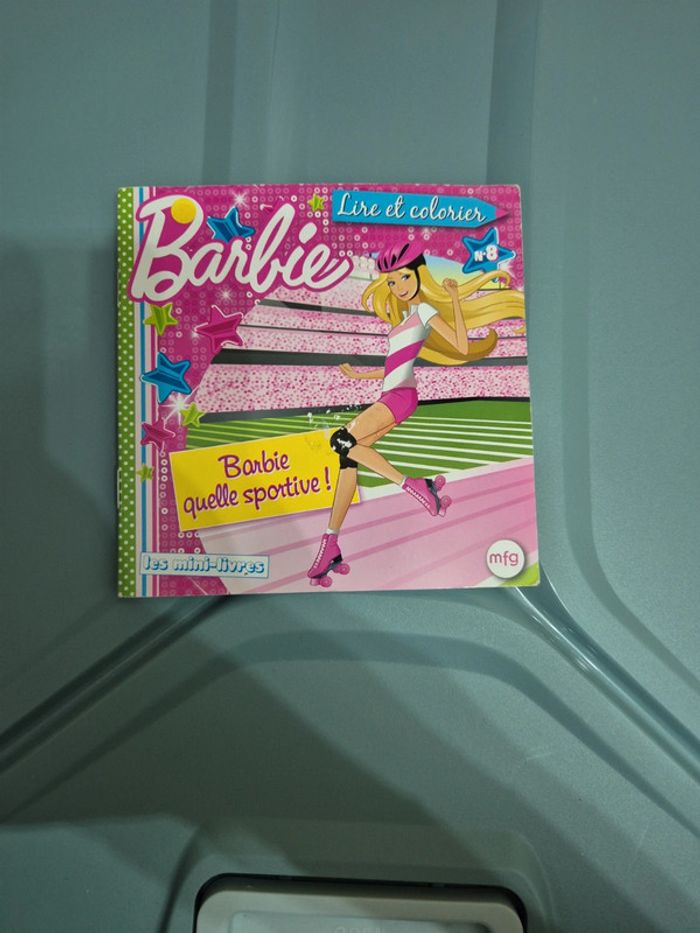 Lire et colorier
Barbie
N°8
Barbie
quelle sportive !
les mini-livres
mfg